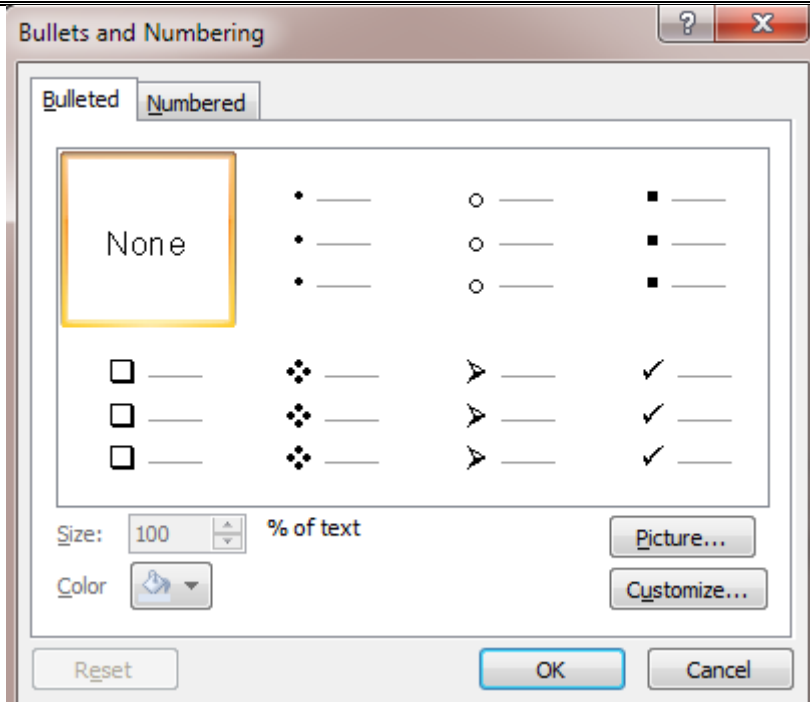 Bullets and Numbering
Bulleted Numbered
None
Size: 100 % of text Picture...
Color Customize...
Reset OK Cancel